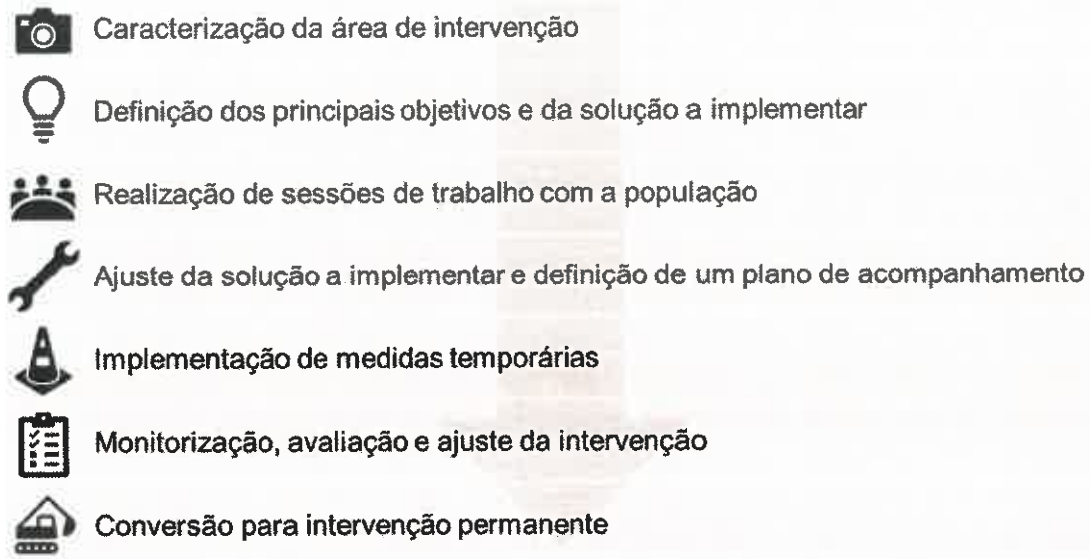 Caracterização da área de intervenção
Definição dos principais objetivos e da solução a implementar
Realização de sessões de trabalho com a população
Ajuste da solução a implementar e definição de um plano de acompanhamento
Implementação de medidas temporárias
Monitorização, avaliação e ajuste da intervenção
Conversão para intervenção permanente